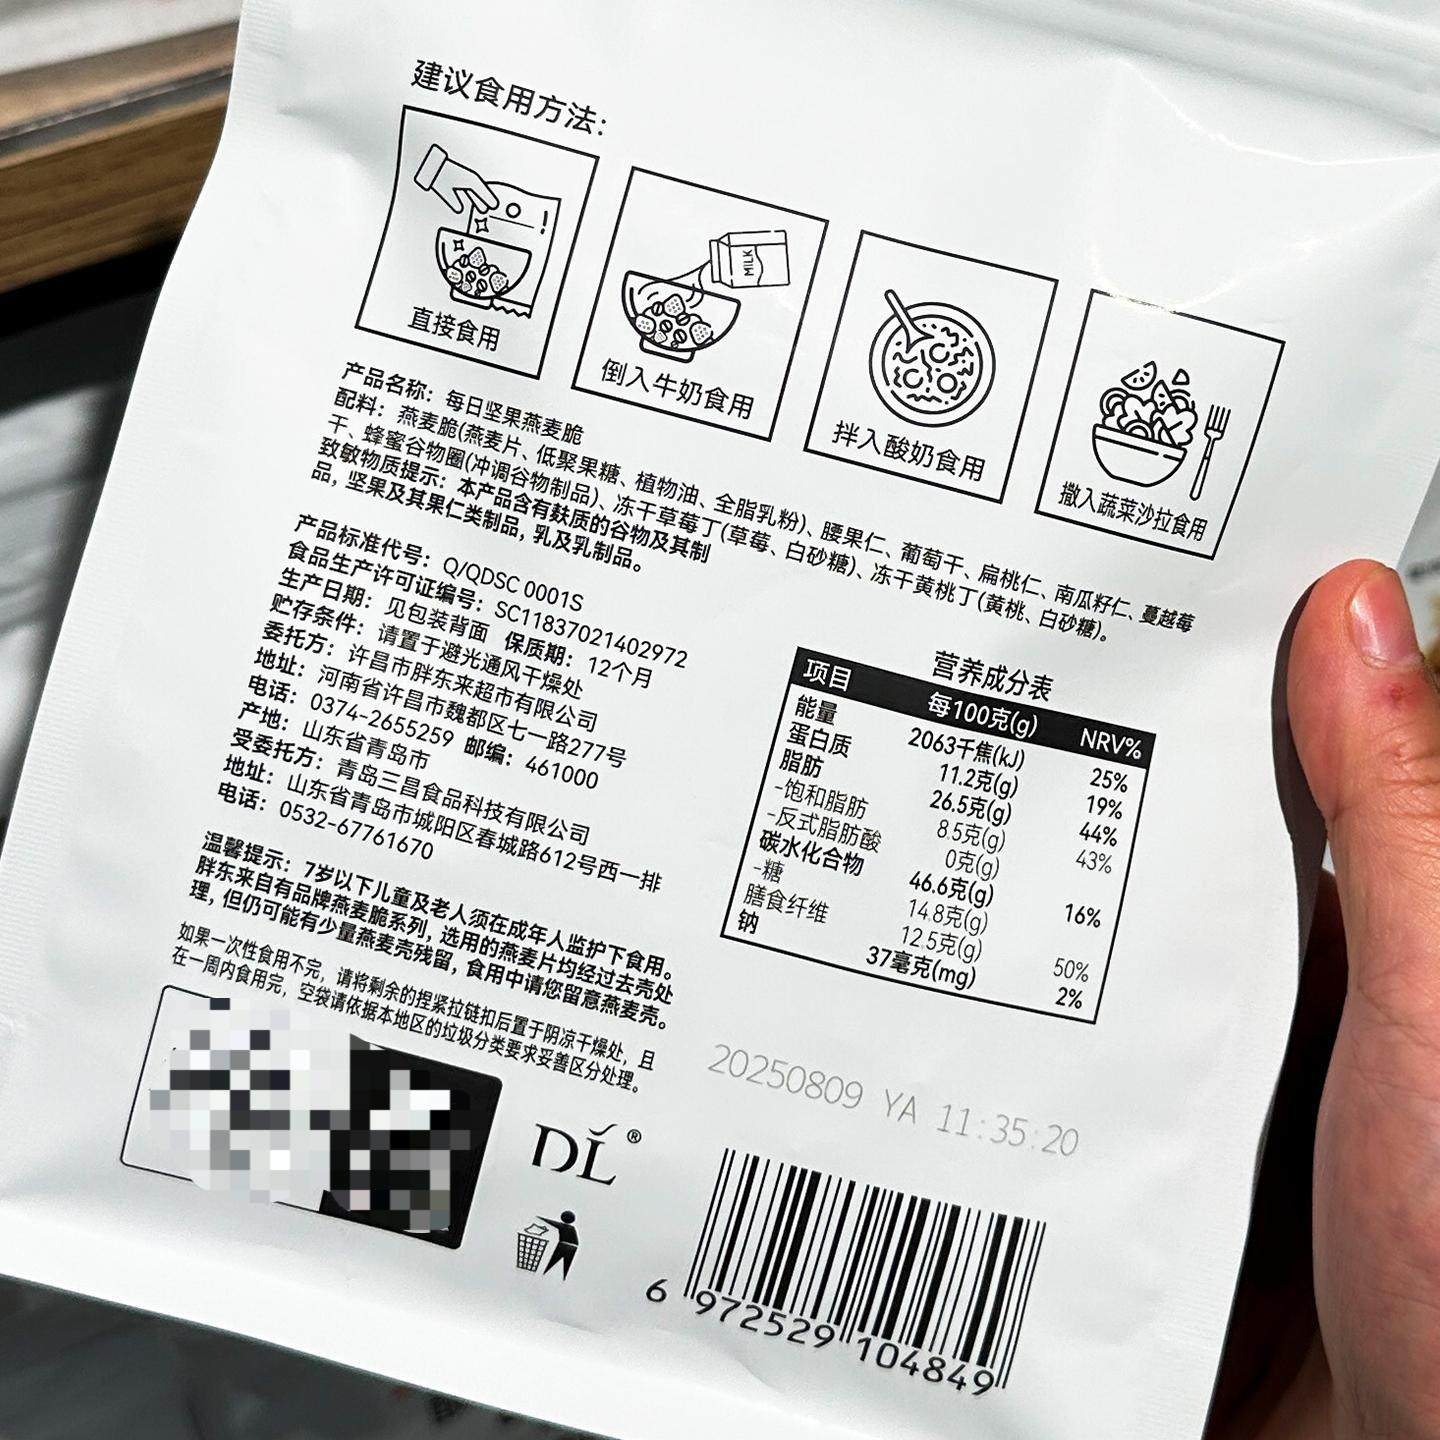 建议食用方法:
MILK
直接食用
倒入牛奶食用
拌入酸奶食用
撒入蔬菜沙拉食用
产品名称：每日坚果燕麦脆
配料：燕麦脆(燕麦片、低聚果糖、植物油、全脂乳粉)、腰果仁、葡萄干、扁桃仁、南瓜籽仁、蔓越莓
干、蜂蜜谷物圈(冲调谷物制品)、冻干草莓丁(草莓、白砂糖)、冻干黄桃丁(黄桃、白砂糖)。
致敏物质提示：本产品含有麸质的谷物及其制
品，坚果及其果仁类制品，乳及乳制品。
产品标准代号：Q/QDSC 0001S
食品生产许可证编号：SC11837021402972
生产日期：见包装背面 保质期：12个月
贮存条件：请置于避光通风干燥处
委托方：许昌市胖东来超市有限公司
地址：河南省许昌市魏都区七一路277号
电话：0374-2655259 邮编：461000
产地：山东省青岛市
受委托方：青岛三昌食品科技有限公司
地址：山东省青岛市城阳区春城路612号西一排
电话：0532-67761670
温馨提示：7岁以下儿童及老人须在成年人监护下食用。
胖东来自有品牌燕麦脆系列，选用的燕麦片均经过去壳处
理，但仍可能有少量燕麦壳残留，食用中请您留意燕麦壳。
如果一次性食用不完，请将剩余的捏紧拉链扣后置于阴凉干燥处，且
在一周内食用完，空袋请依据本地区的垃圾分类要求妥善区分处理。
营养成分表
项目 每100克(g) NRV%
能量 2063千焦(kJ) 25%
蛋白质 11.2克(g) 19%
脂肪 26.5克(g) 44%
-饱和脂肪 8.5克(g) 43%
-反式脂肪酸 0克(g)
碳水化合物 46.6克(g) 16%
-糖 14.8克(g)
膳食纤维 12.5克(g) 50%
钠 37毫克(mg) 2%
20250809 YA 11:35:20
DL®
6 972529 104849